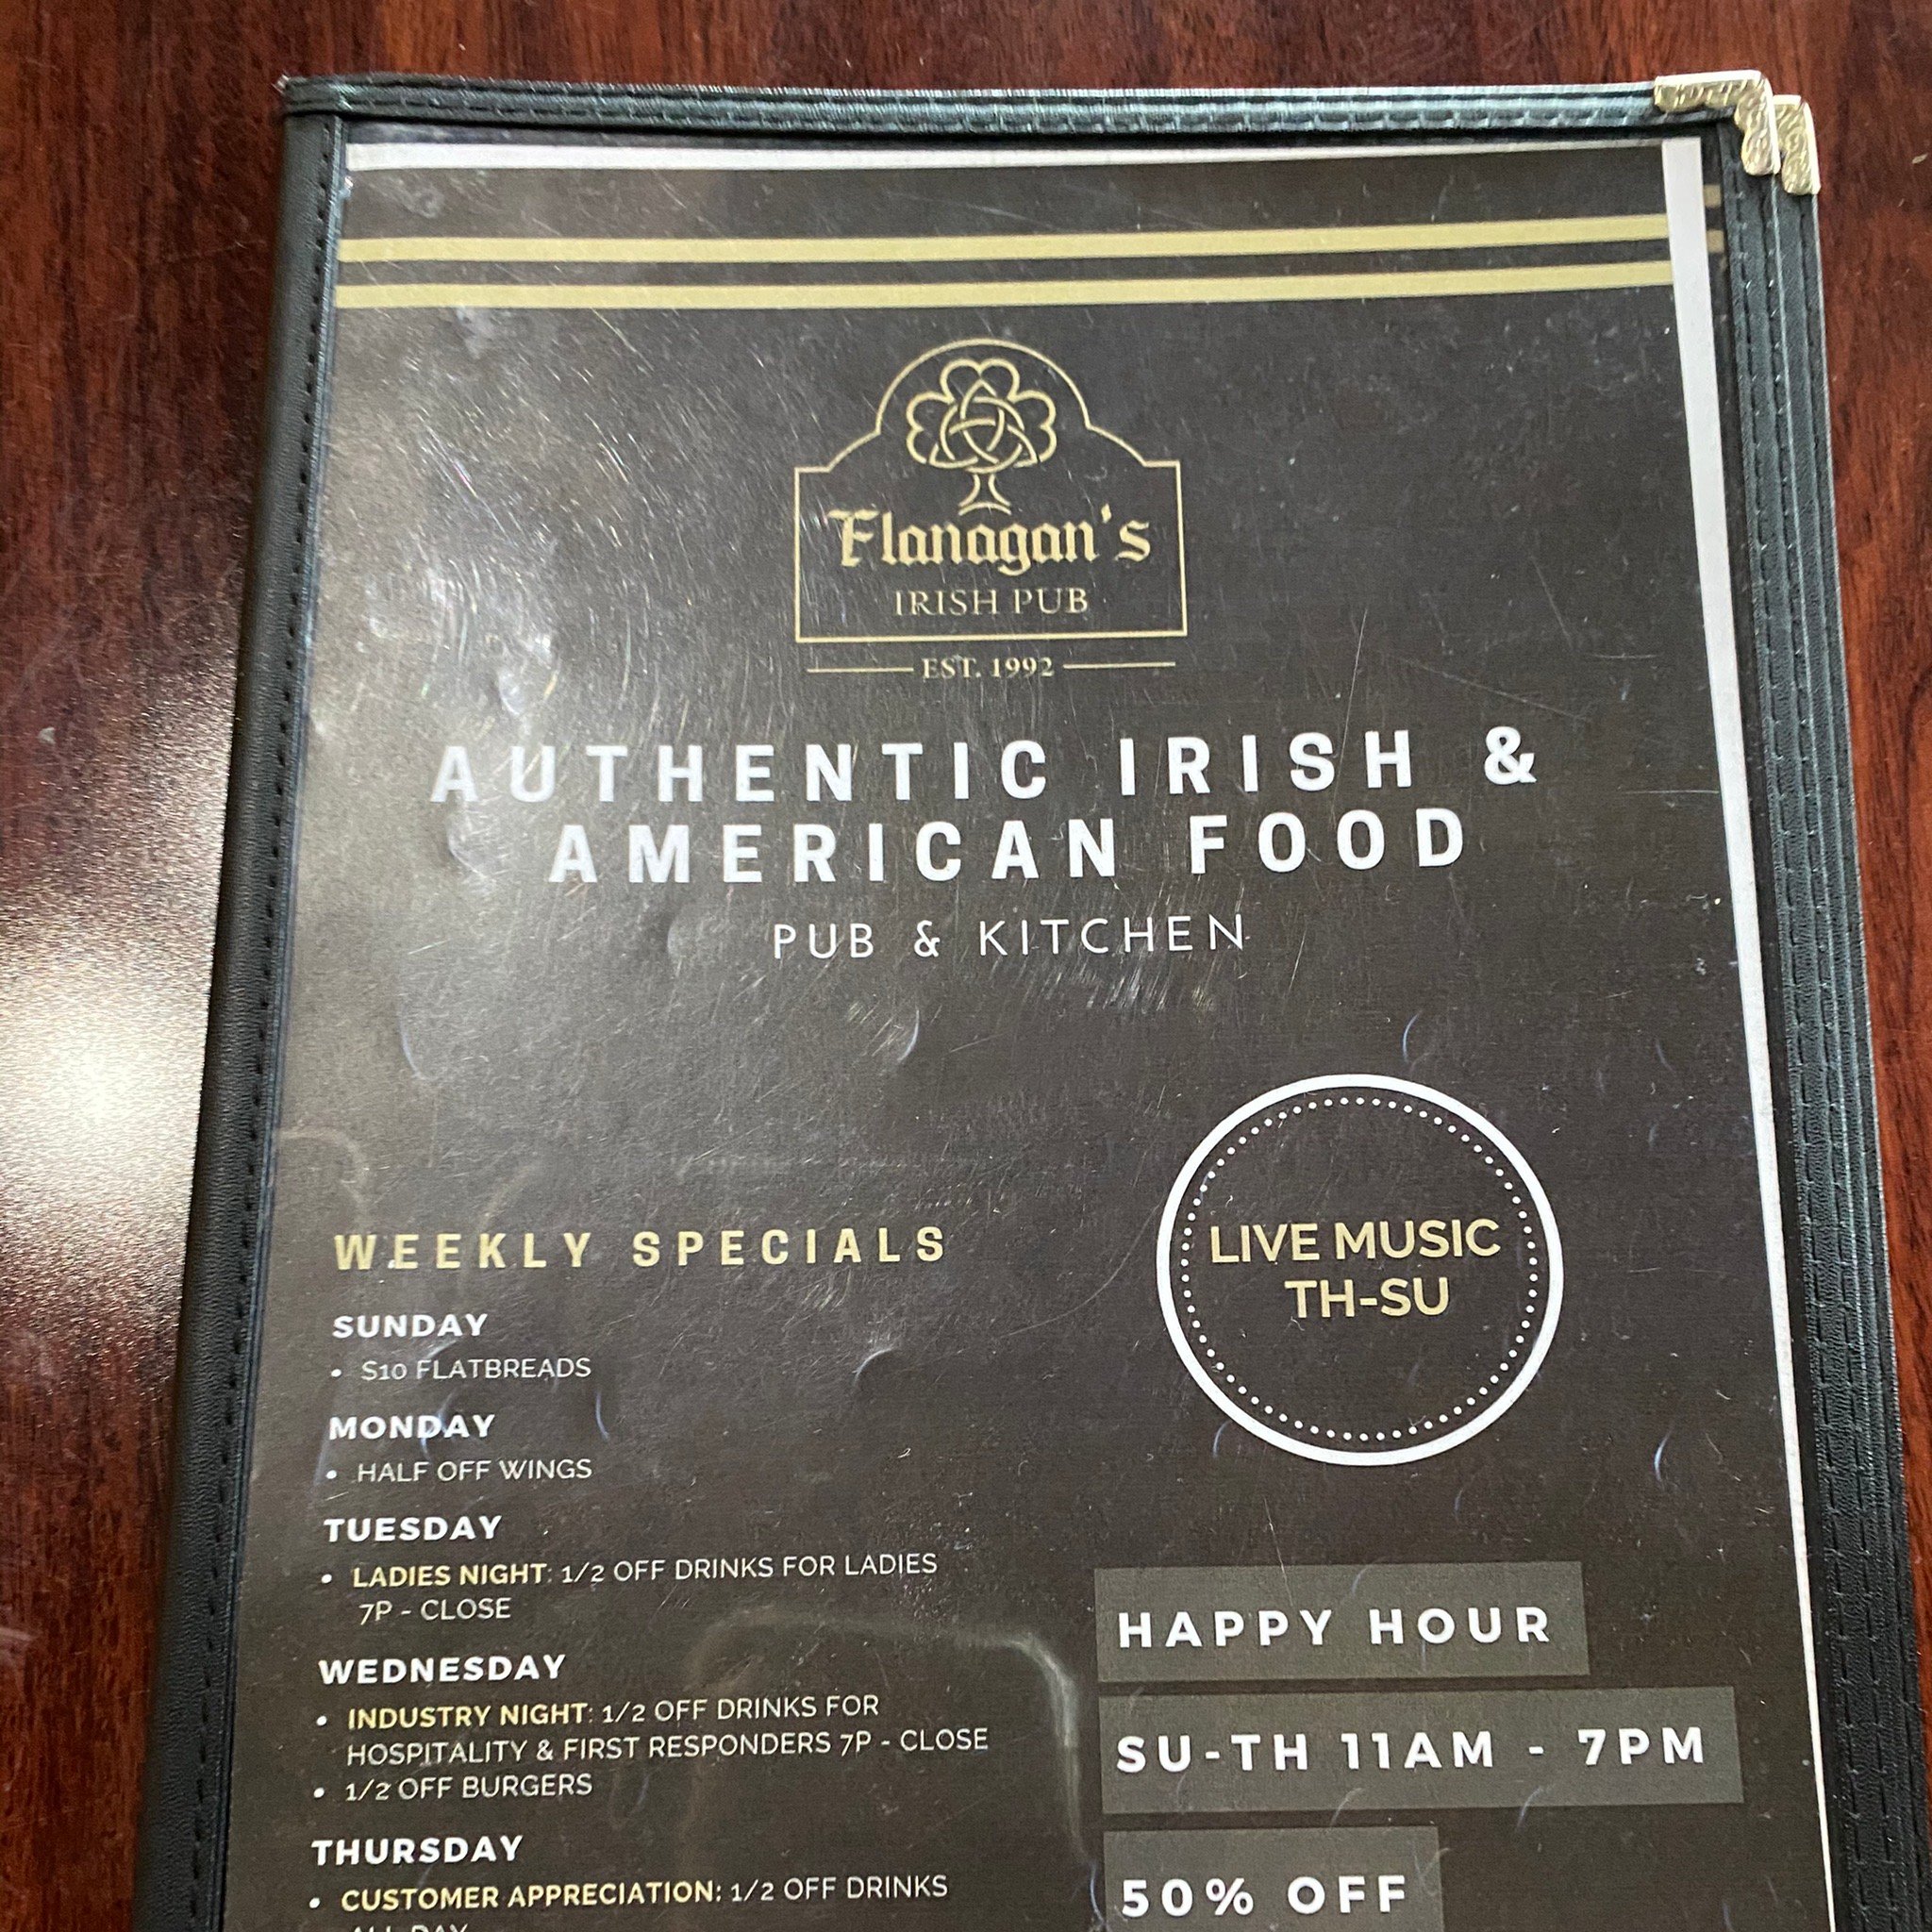 Flanagan's
IRISH PUB
EST. 1992
AUTHENTIC IRISH &
AMERICAN FOOD
PUB & KITCHEN
WEEKLY SPECIALS
SUNDAY
• $10 FLATBREADS
MONDAY
• HALF OFF WINGS
TUESDAY
• LADIES NIGHT: 1/2 OFF DRINKS FOR LADIES
7P - CLOSE
WEDNESDAY
• INDUSTRY NIGHT: 1/2 OFF DRINKS FOR
HOSPITALITY & FIRST RESPONDERS 7P - CLOSE
• 1/2 OFF BURGERS
THURSDAY
• CUSTOMER APPRECIATION: 1/2 OFF DRINKS
ALL DAY
LIVE MUSIC
TH-SU
HAPPY HOUR
SU-TH 11AM - 7PM
50% OFF